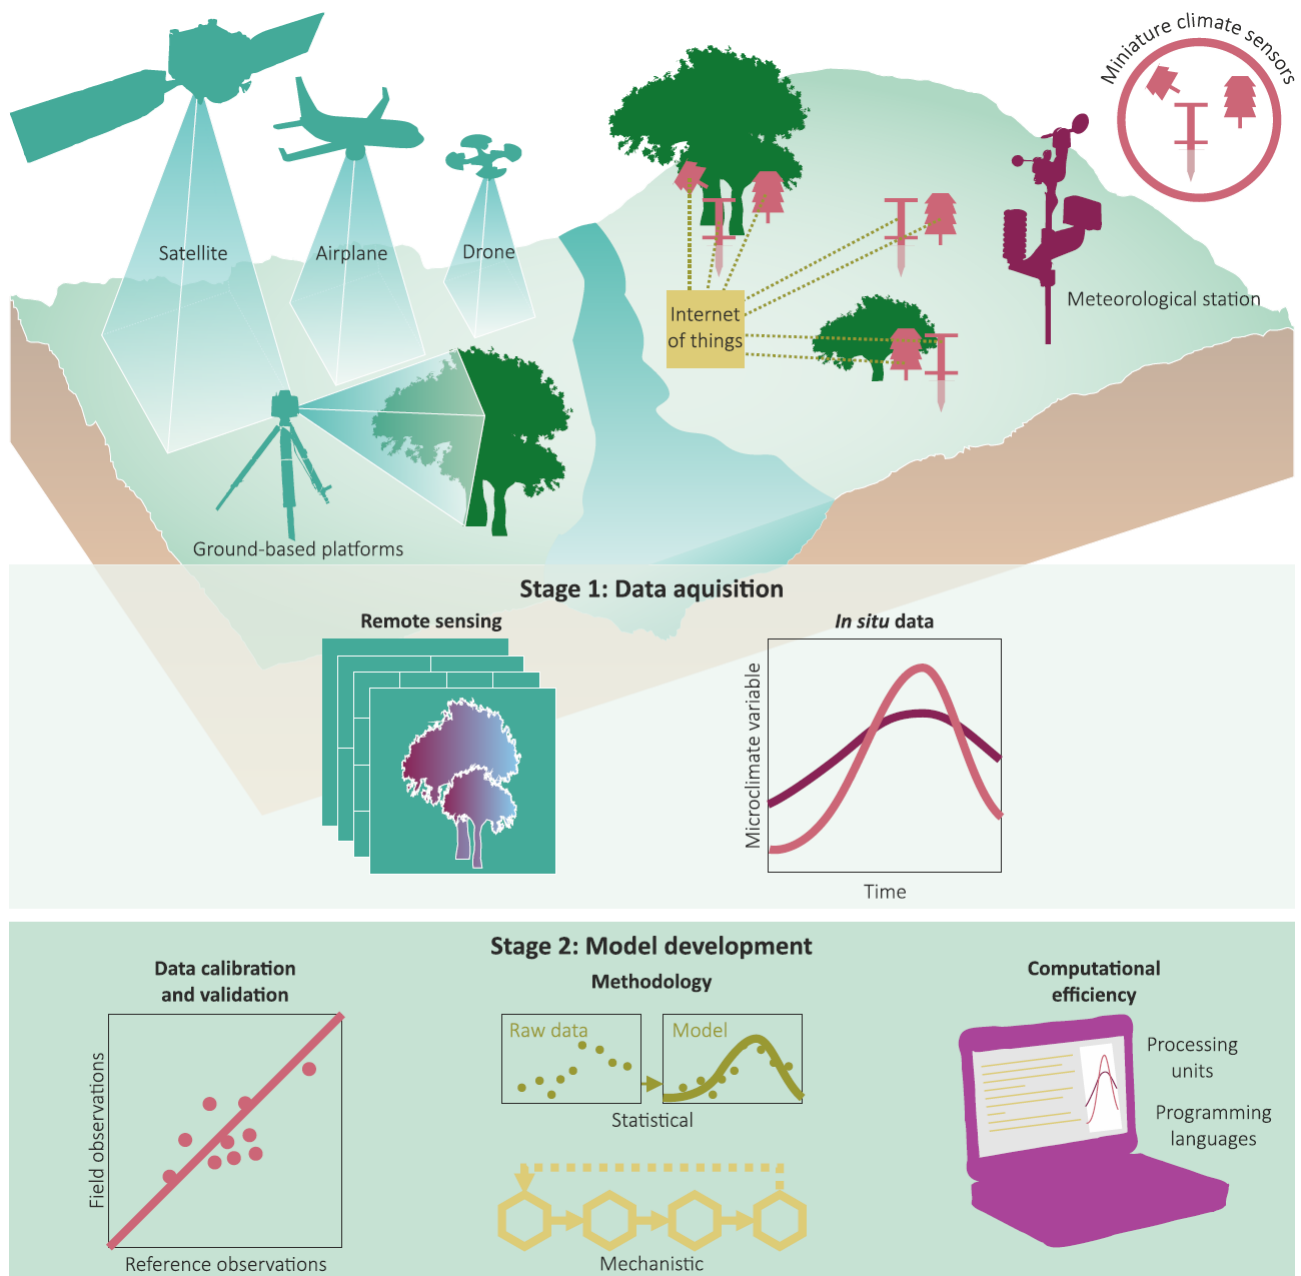 Miniature climate sensors
Satellite
Airplane
Drone
Internet
of things
Meteorological station
Ground-based platforms
Stage 1: Data aquisition
Remote sensing
In situ data
Microclimate variable
Time
Stage 2: Model development
Data calibration
and validation
Field observations
Reference observations
Methodology
Raw data
Model
Statistical
Mechanistic
Computational
efficiency
Processing
units
Programming
languages